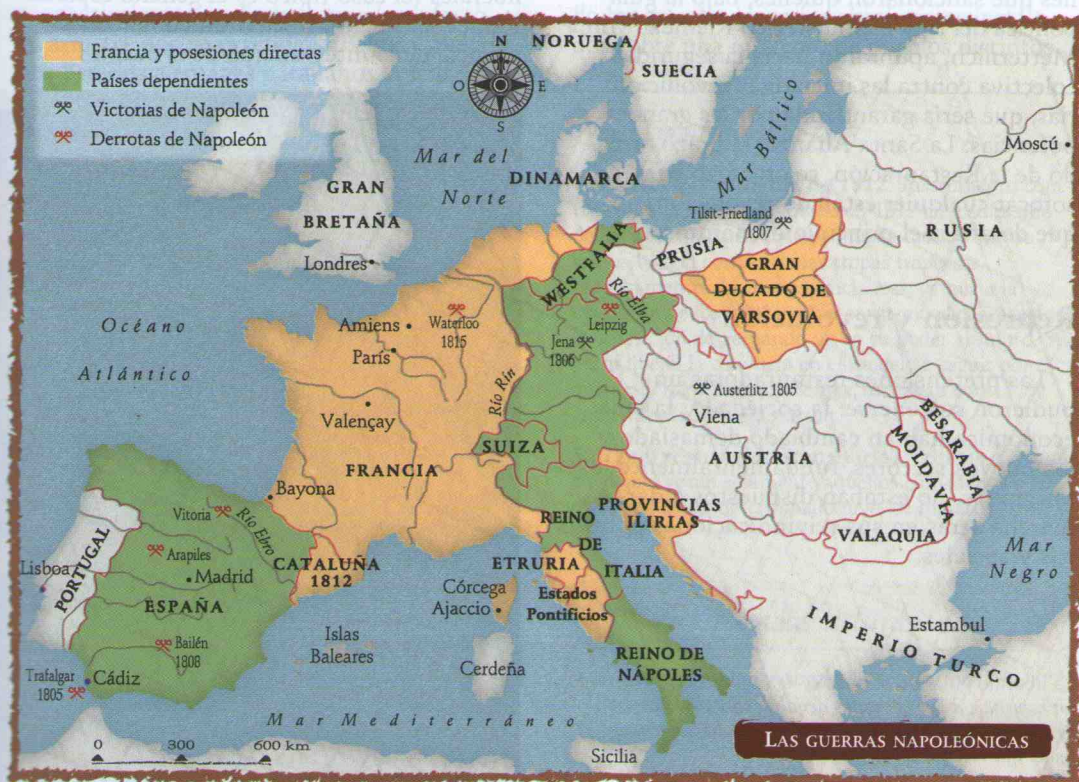 Francia y posesiones directas
Países dependientes
Victorias de Napoleón
Derrotas de Napoleón
N
O
E
S
NORUEGA
SUECIA
Mar Báltico
Moscú
Mar del
Norte
DINAMARCA
GRAN
BRETAÑA
Londres
Tilsit-Friedland
1807
PRUSIA
RUSIA
WESTFALIA
Río Elba
GRAN
DUCADO DE
VARSOVIA
Océano
Atlántico
Amiens
París
Waterloo
1815
Leipzig
Jena
1806
Río Rin
Austerlitz 1805
Viena
Valençay
SUIZA
AUSTRIA
BESARABIA
MOLDAVIA
FRANCIA
Bayona
PROVINCIAS
ILIRIAS
VALAQUIA
Mar
Negro
Vitoria
Río Ebro
REINO
DE
ITALIA
ETRURIA
Estados
Pontificios
CATALUÑA
1812
Arapiles
Madrid
Lisboa
PORTUGAL
ESPAÑA
Córcega
Ajaccio
IMPERIO TURCO
Estambul
Bailén
1808
Islas
Baleares
Cerdeña
REINO DE
NÁPOLES
Trafalgar
1805
Cádiz
Mar Mediterráneo
Sicilia
0 300 600 km
LAS GUERRAS NAPOLEÓNICAS